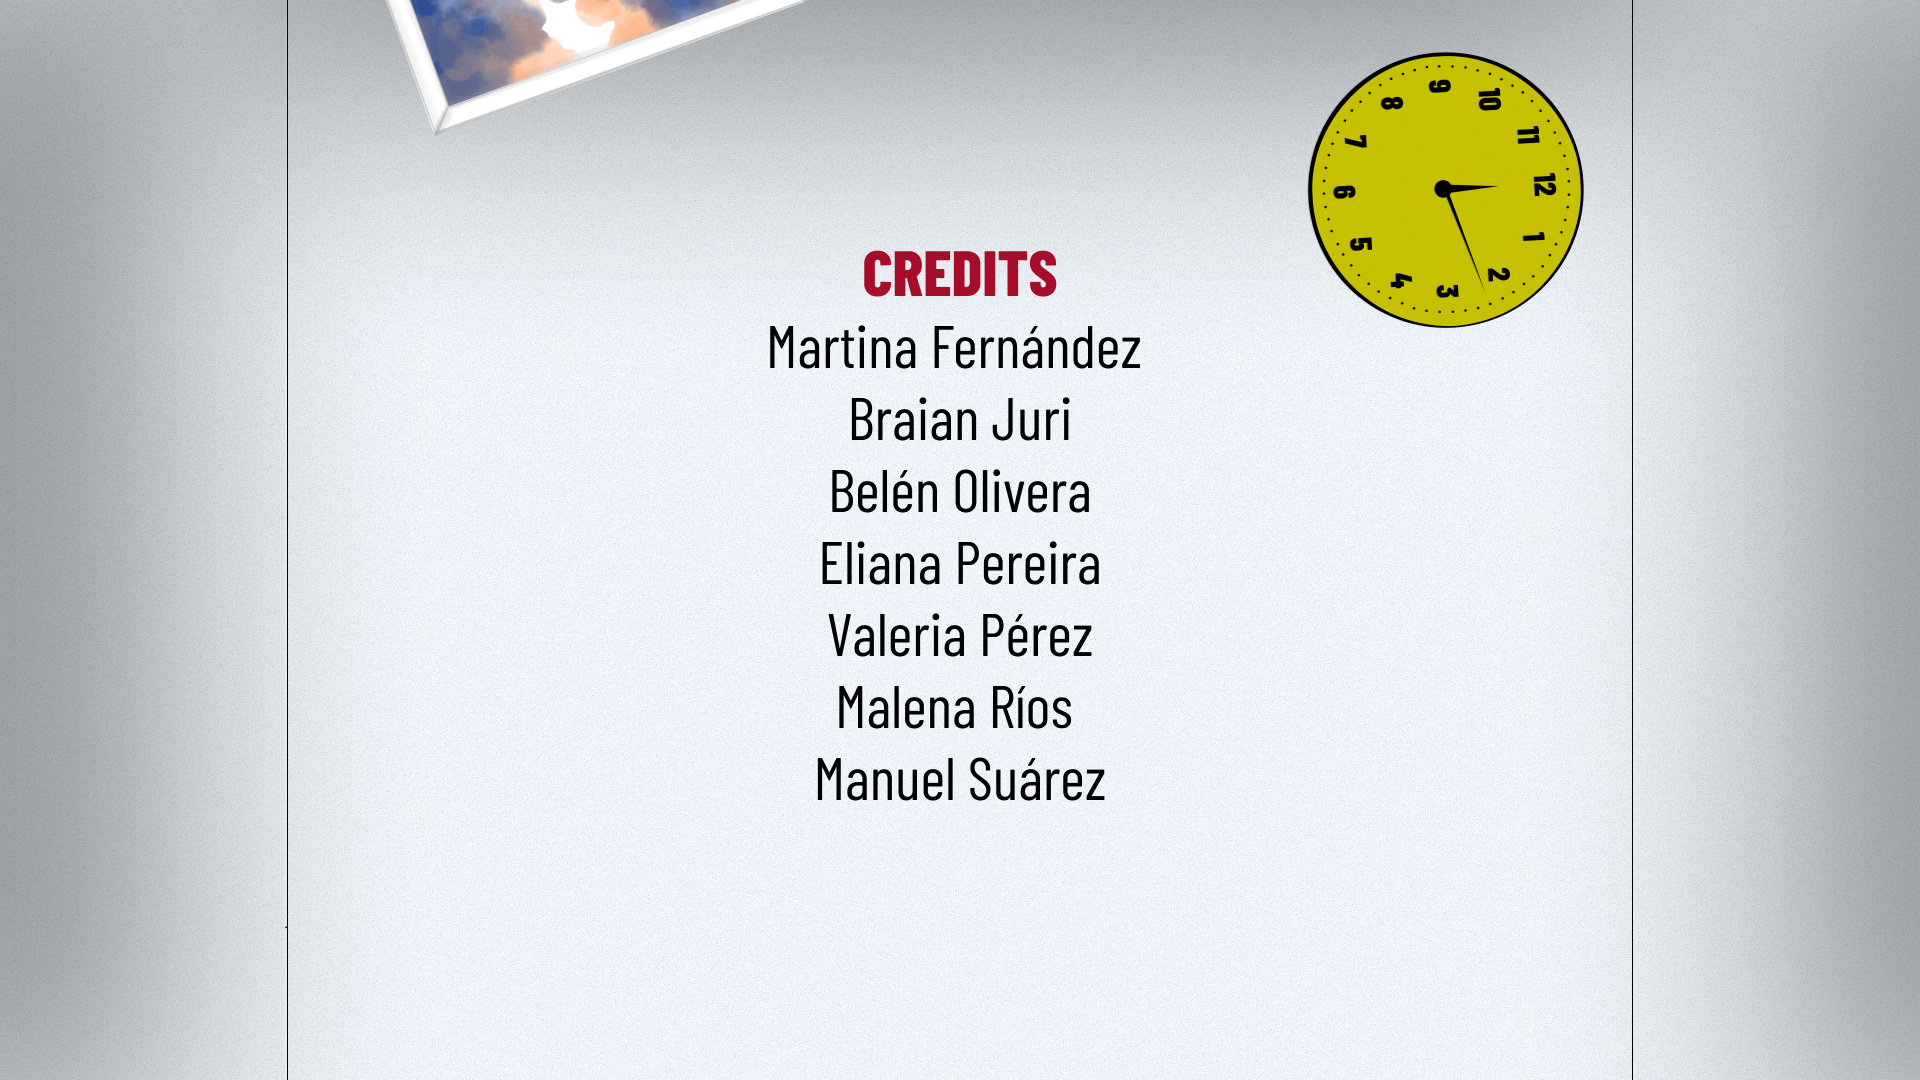 CREDITS
Martina Fernández
Braian Juri
Belén Olivera
Eliana Pereira
Valeria Pérez
Malena Ríos
Manuel Suárez
12
1
2
3
4
5
6
7
8
9
10
11